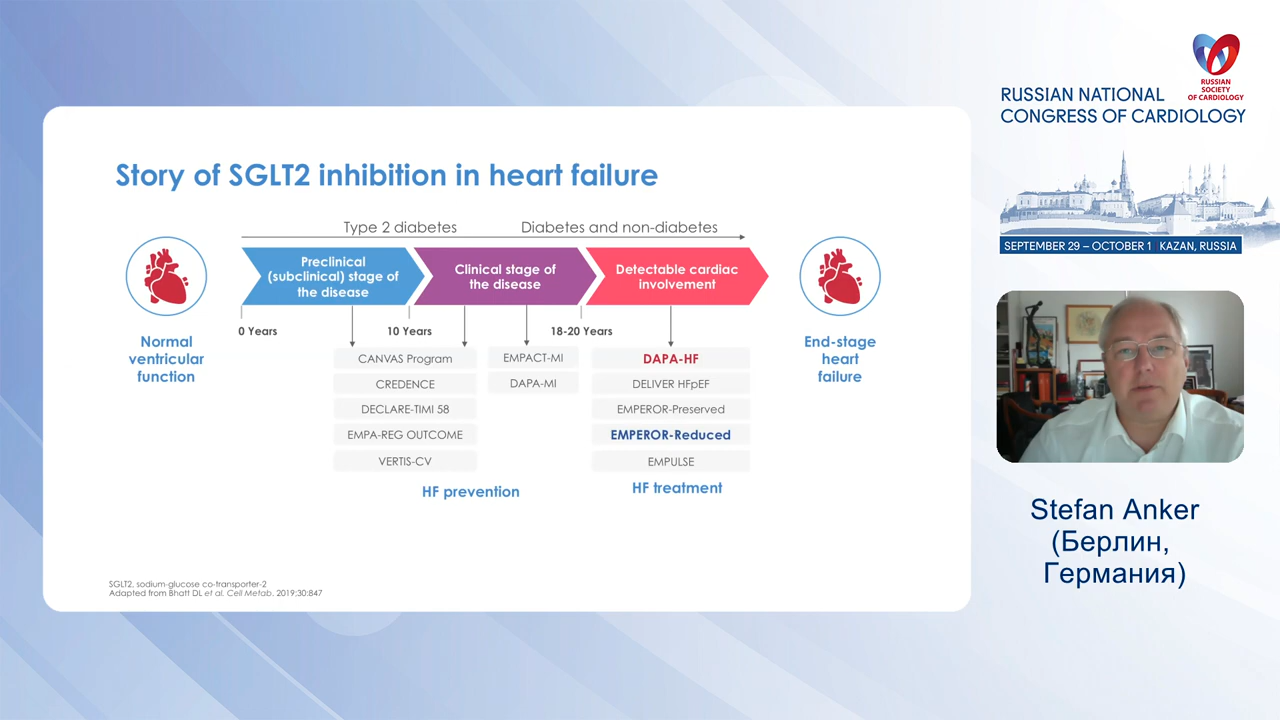 RUSSIAN
SOCIETY
OF CARDIOLOGY
RUSSIAN NATIONAL
CONGRESS OF CARDIOLOGY
SEPTEMBER 29 – OCTOBER 1 KAZAN, RUSSIA
Story of SGLT2 inhibition in heart failure
Type 2 diabetes
Diabetes and non-diabetes
Preclinical
(subclinical) stage of
the disease
Clinical stage of
the disease
Detectable cardiac
involvement
0 Years
10 Years
18-20 Years
Normal
ventricular
function
CANVAS Program
CREDENCE
DECLARE-TIMI 58
EMPA-REG OUTCOME
VERTIS-CV
EMPACT-MI
DAPA-MI
HF prevention
DAPA-HF
DELIVER HFpEF
EMPEROR-Preserved
EMPEROR-Reduced
EMPULSE
HF treatment
End-stage
heart
failure
SGLT2, sodium-glucose co-transporter-2
Adapted from Bhatt DL et al. Cell Metab. 2019;30:847
Stefan Anker
(Берлин,
Германия)